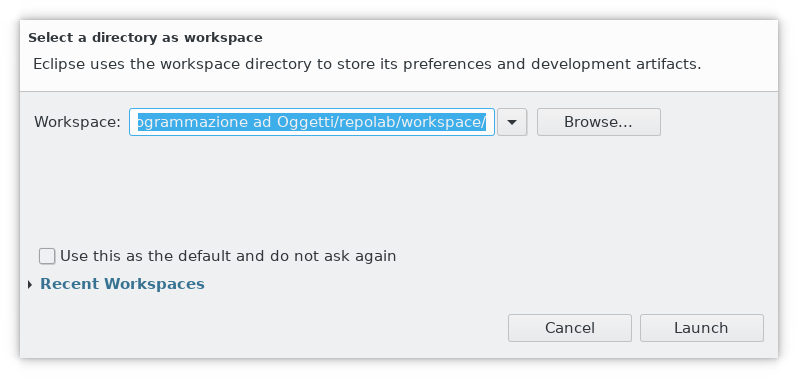 Select a directory as workspace
Eclipse uses the workspace directory to store its preferences and development artifacts.
Workspace: ogrammazione ad Oggetti/repolab/workspace/ Browse...
Use this as the default and do not ask again
Recent Workspaces
Cancel Launch